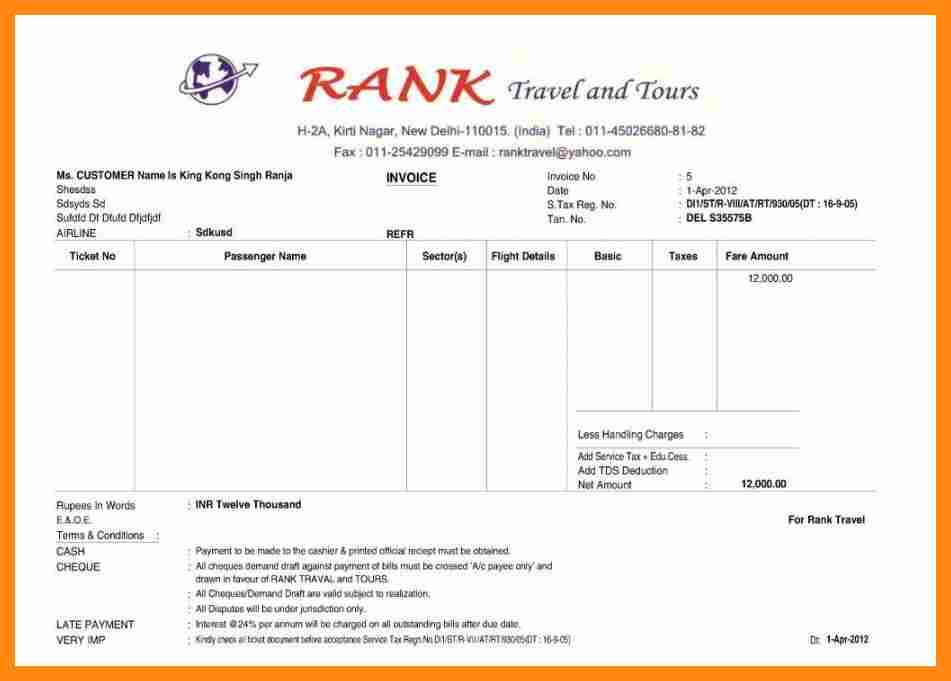 RANK Travel and Tours
H-2A, Kirti Nagar, New Delhi-110015. (India) Tel : 011-45026680-81-82
Fax : 011-25429099 E-mail : ranktravel@yahoo.com
Ms. CUSTOMER Name Is King Kong Singh Ranja INVOICE Invoice No : 5
Shesdss Date : 1-Apr-2012
Sdsyds Sd S.Tax Reg. No. : DI1/ST/R-VIII/AT/RT/930/05(DT : 16-9-05)
Sufdfd Df Dfufd Dfjdfjdf Tan. No. : DEL S35575B
AIRLINE : Sdkusd REFR
Ticket No Passenger Name Sector(s) Flight Details Basic Taxes Fare Amount
12,000.00
Less Handling Charges :
Add Service Tax + Edu.Cess. :
Add TDS Deduction :
Net Amount : 12,000.00
Rupees In Words : INR Twelve Thousand
E.&.O.E. For Rank Travel
Terms & Conditions :
CASH : Payment to be made to the cashier & printed official reciept must be obtained.
CHEQUE : All cheques demand draft against payment of bills must be crossed 'A/c payee only' and
drawn in favour of RANK TRAVAL and TOURS.
: All Cheques/Demand Draft are valid subject to realization.
: All Disputes will be under jurisdiction only.
LATE PAYMENT : Interest @24% per annum will be charged on all outstanding bills after due date.
VERY IMP : Kindly check all ticket document before acceptance Service Tax Regn.No.DI1/ST/R-VIII/AT/RT/930/05(DT : 16-9-05) Dt: 1-Apr-2012